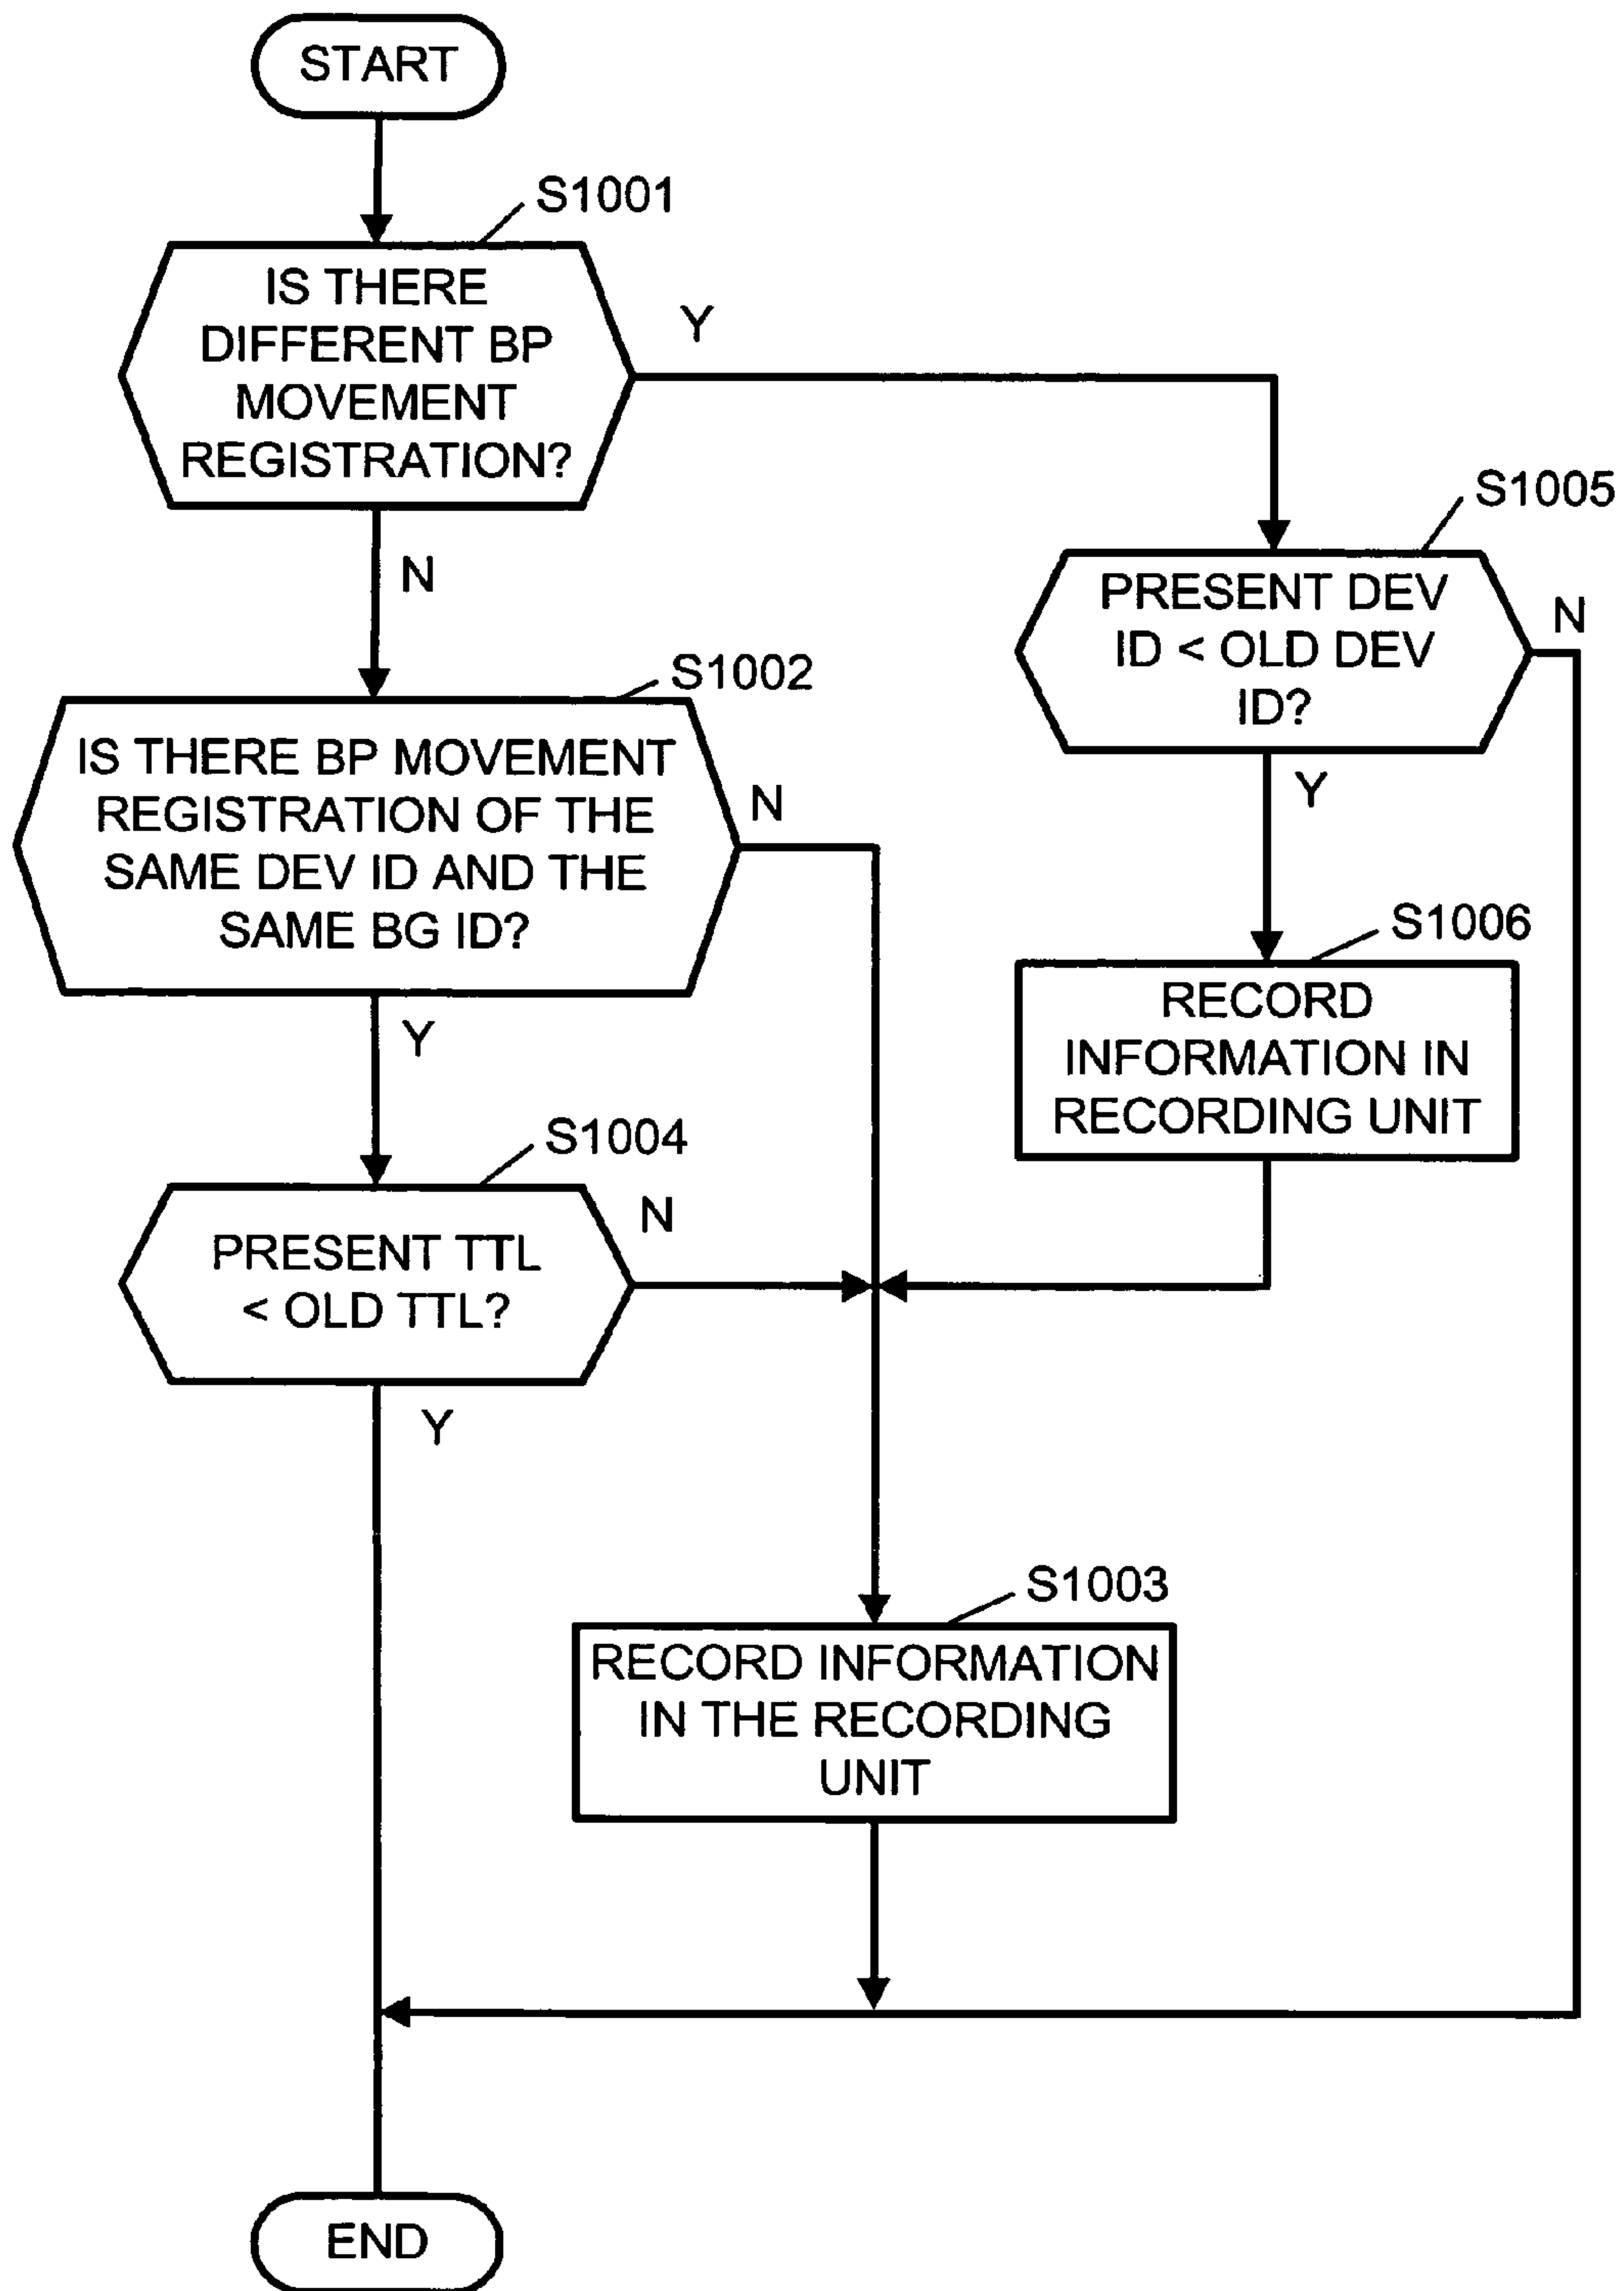 START
S1001
IS THERE
DIFFERENT BP
MOVEMENT
REGISTRATION?
Y
N
S1005
PRESENT DEV
ID < OLD DEV
ID?
N
Y
S1002
IS THERE BP MOVEMENT
REGISTRATION OF THE
SAME DEV ID AND THE
SAME BG ID?
N
Y
S1006
RECORD
INFORMATION IN
RECORDING UNIT
S1004
PRESENT TTL
< OLD TTL?
N
Y
S1003
RECORD INFORMATION
IN THE RECORDING
UNIT
END